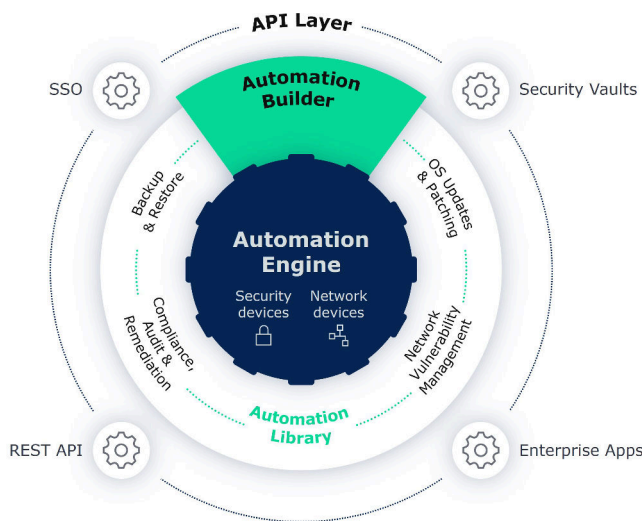 API Layer
Automation
Builder
SSO
Security Vaults
Backup
& Restore
OS Updates
& Patching
Automation
Engine
Security
devices
Network
devices
Compliance,
Audit &
Remediation
Network
Vulnerability
Management
Automation
Library
REST API
Enterprise Apps